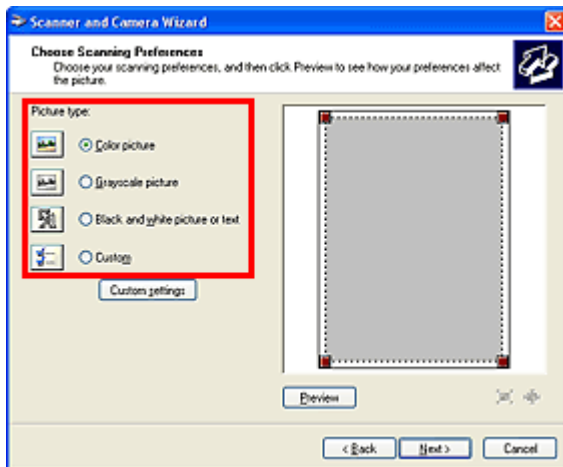 Scanner and Camera Wizard
Choose Scanning Preferences
Choose your scanning preferences, and then click Preview to see how your preferences affect
the picture.
Picture type:
Color picture
Grayscale picture
Black and white picture or text
Custom
Custom settings
Preview
< Back
Next >
Cancel